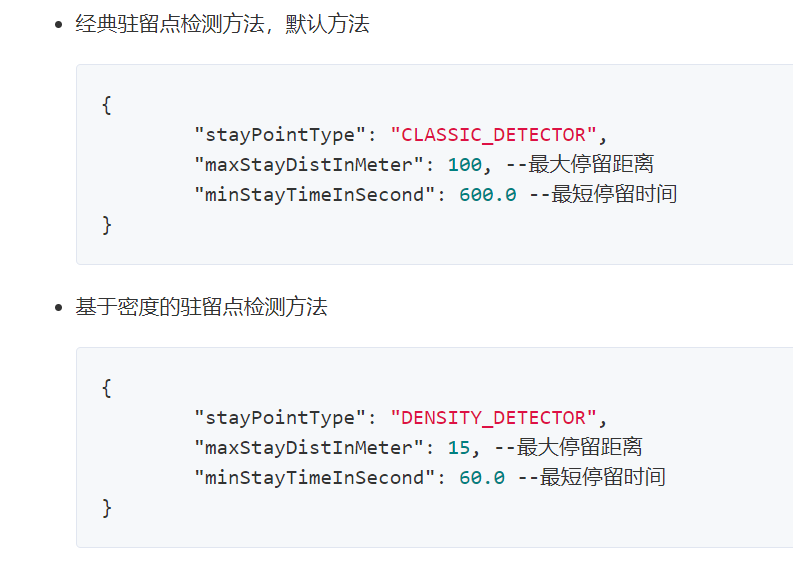 • 经典驻留点检测方法，默认方法
{
"stayPointType": "CLASSIC_DETECTOR",
"maxStayDistInMeter": 100, --最大停留距离
"minStayTimeInSecond": 600.0 --最短停留时间
}
• 基于密度的驻留点检测方法
{
"stayPointType": "DENSITY_DETECTOR",
"maxStayDistInMeter": 15, --最大停留距离
"minStayTimeInSecond": 60.0 --最短停留时间
}